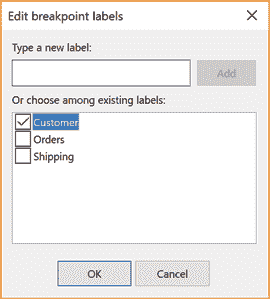 Edit breakpoint labels
Type a new label:
Add
Or choose among existing labels:
Customer
Orders
Shipping
OK
Cancel